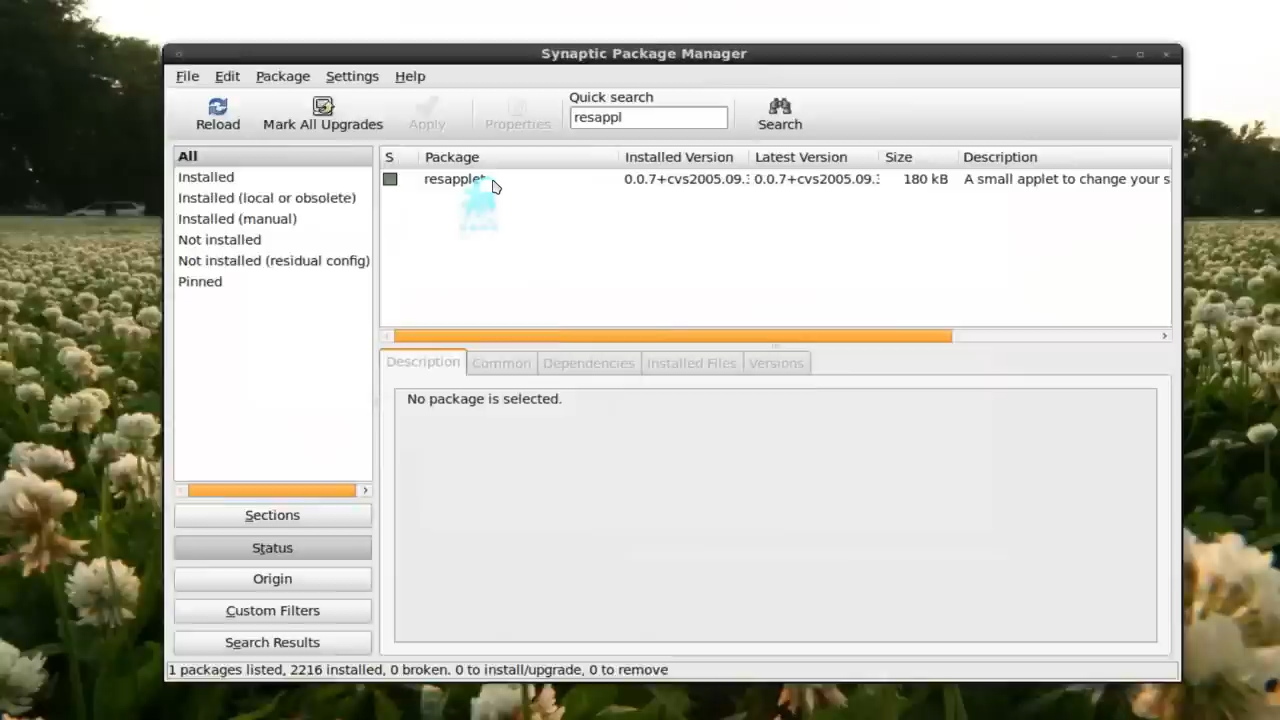 Synaptic Package Manager
File Edit Package Settings Help
Reload Mark All Upgrades Apply Properties Quick search resappl Search
All
Installed
Installed (local or obsolete)
Installed (manual)
Not installed
Not installed (residual config)
Pinned
Sections
Status
Origin
Custom Filters
Search Results
S Package Installed Version Latest Version Size Description
resapplet 0.0.7+cvs2005.09.3 0.0.7+cvs2005.09.3 180 kB A small applet to change your s
Description Common Dependencies Installed Files Versions
No package is selected.
1 packages listed, 2216 installed, 0 broken. 0 to install/upgrade, 0 to remove